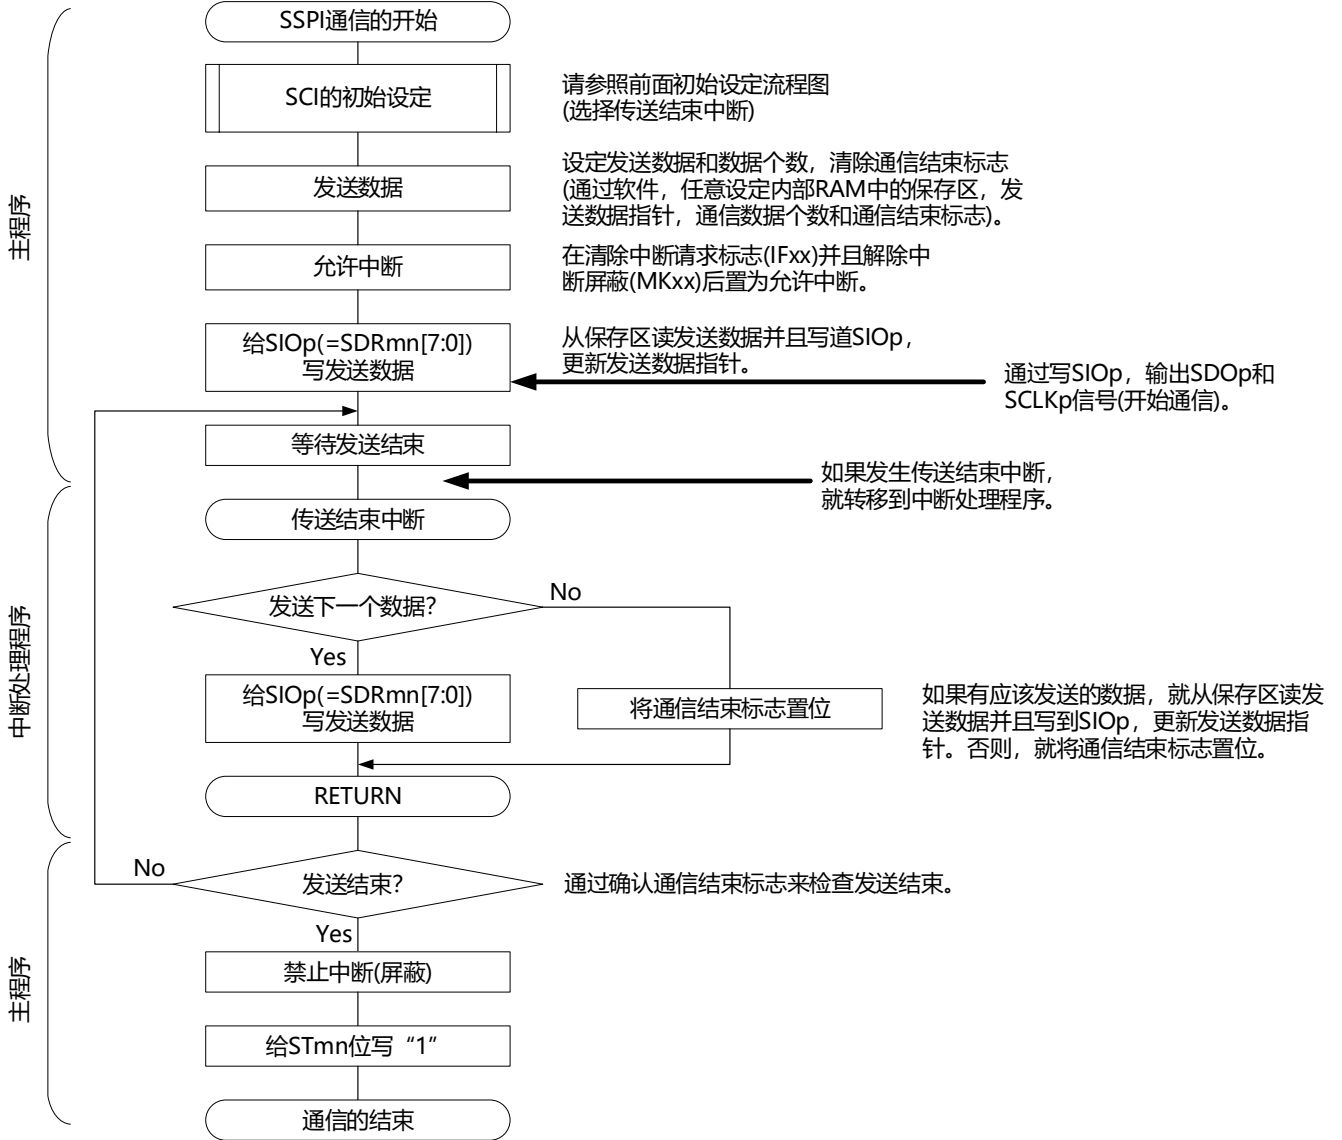 SSPI通信的开始
SCI的初始设定
请参照前面初始设定流程图
(选择传送结束中断)
发送数据
设定发送数据和数据个数，清除通信结束标志
(通过软件，任意设定内部RAM中的保存区，发
送数据指针，通信数据个数和通信结束标志)。
主程序
允许中断
在清除中断请求标志(IFxx)并且解除中
断屏蔽(MKxx)后置为允许中断。
给SIOp(=SDRmn[7:0])
写发送数据
从保存区读发送数据并且写道SIOp，
更新发送数据指针。
通过写SIOp，输出SDOp和
SCLKp信号(开始通信)。
等待发送结束
如果发生传送结束中断，
就转移到中断处理程序。
传送结束中断
发送下一个数据?
No
Yes
中断处理程序
给SIOp(=SDRmn[7:0])
写发送数据
将通信结束标志置位
如果有应该发送的数据，就从保存区读发
送数据并且写到SIOp，更新发送数据指
针。否则，就将通信结束标志置位。
RETURN
No
发送结束?
通过确认通信结束标志来检查发送结束。
Yes
主程序
禁止中断(屏蔽)
给STmn位写“1”
通信的结束